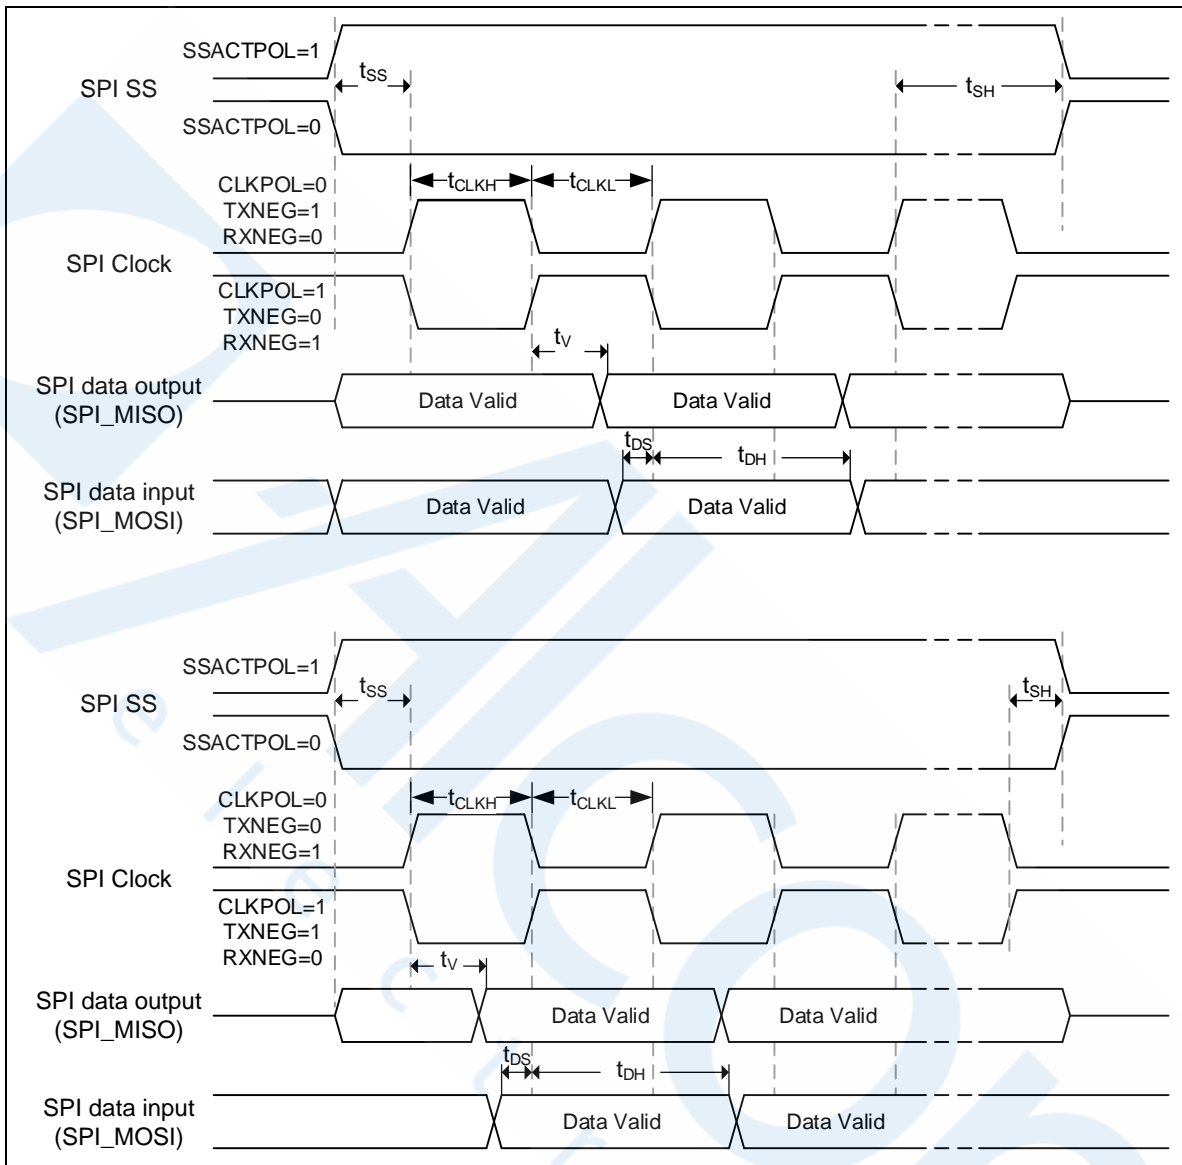 SSACTPOL=1
SPI SS
tSS
tSH
SSACTPOL=0
CLKPOL=0
TXNEG=1
RXNEG=0
tCLKH
tCLKL
SPI Clock
CLKPOL=1
TXNEG=0
RXNEG=1
tV
SPI data output
(SPI_MISO)
Data Valid
Data Valid
tDS
tDH
SPI data input
(SPI_MOSI)
Data Valid
Data Valid
SSACTPOL=1
SPI SS
tSS
tSH
SSACTPOL=0
CLKPOL=0
TXNEG=0
RXNEG=1
tCLKH
tCLKL
SPI Clock
CLKPOL=1
TXNEG=1
RXNEG=0
tV
SPI data output
(SPI_MISO)
Data Valid
Data Valid
tDS
tDH
SPI data input
(SPI_MOSI)
Data Valid
Data Valid